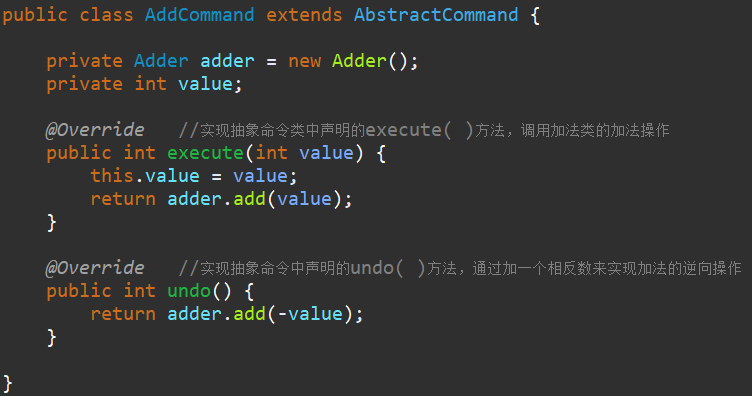 public class AddCommand extends AbstractCommand {
private Adder adder = new Adder();
private int value;
@Override //实现抽象命令类中声明的execute( )方法，调用加法类的加法操作
public int execute(int value) {
this.value = value;
return adder.add(value);
}
@Override //实现抽象命令中声明的undo( )方法，通过加一个相反数来实现加法的逆向操作
public int undo() {
return adder.add(-value);
}
}